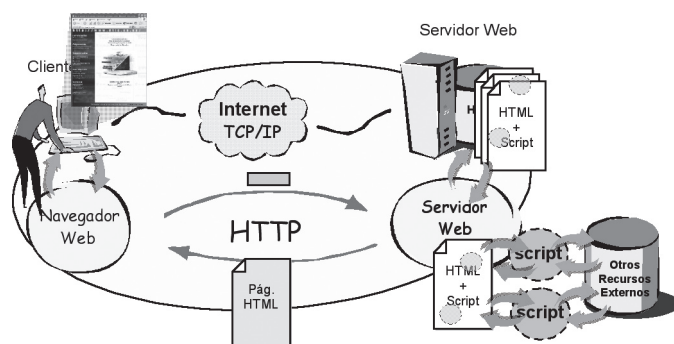 Servidor Web
Cliente
Internet
TCP/IP
HTML
+
Script
Navegador
Web
HTTP
Servidor
Web
Pág.
HTML
HTML
+
Script
script
script
Otros
Recursos
Externos